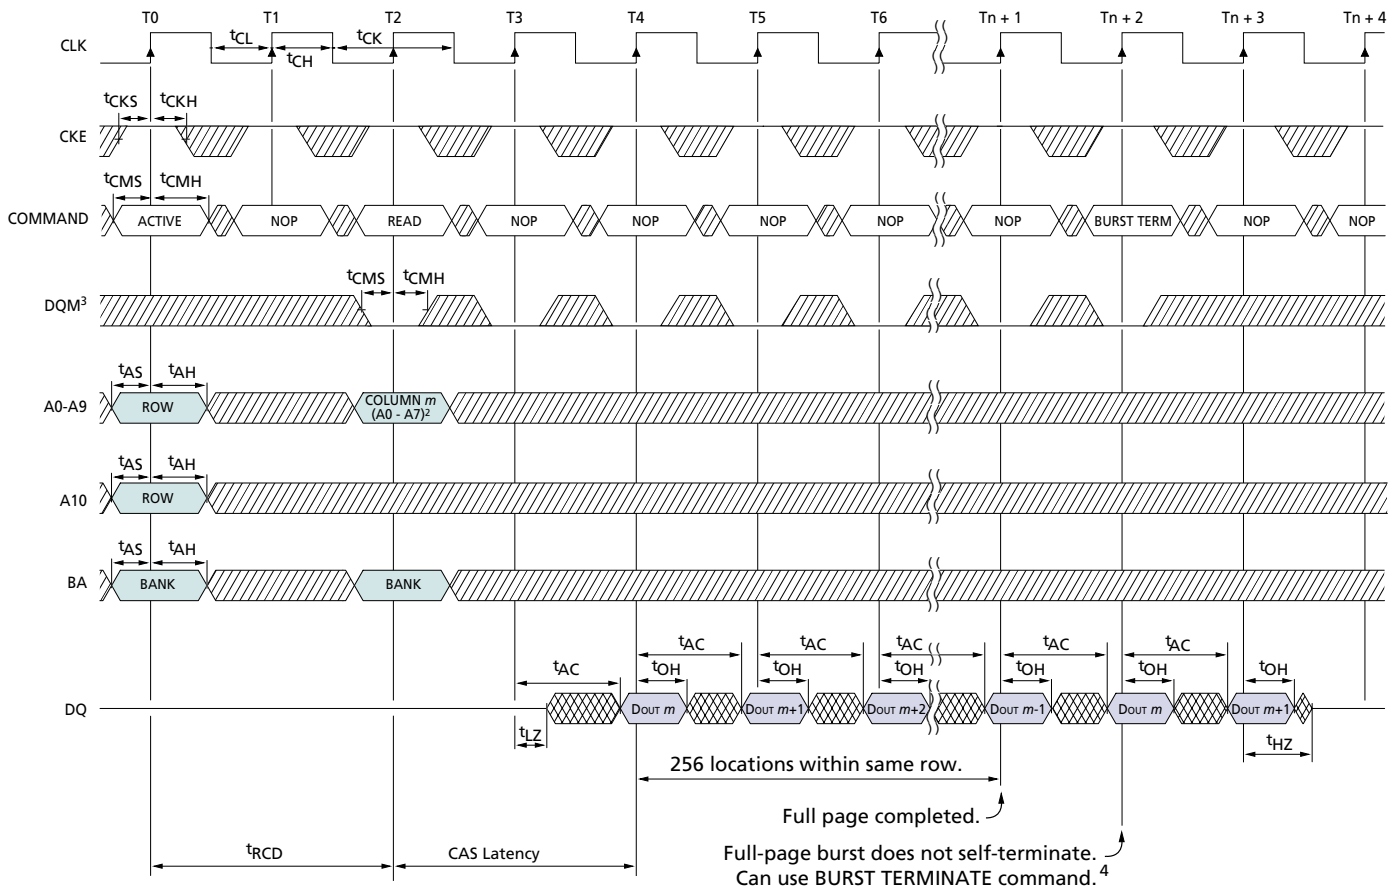 T0 T1 T2 T3 T4 T5 T6 Tn + 1 Tn + 2 Tn + 3 Tn + 4
CLK tCL tCH tCK
tCKS tCKH
CKE
tCMS tCMH
COMMAND ACTIVE NOP READ NOP NOP NOP NOP NOP BURST TERM NOP NOP
tCMS tCMH
DQM3
tAS tAH
A0-A9 ROW COLUMN m
(A0 - A7)2
tAS tAH
A10 ROW
tAS tAH
BA BANK BANK
tAC tAC tAC tAC tAC tAC
tOH tOH tOH tOH tOH tOH
DQ DOUT m DOUT m+1 DOUT m+2 DOUT m-1 DOUT m DOUT m+1
tLZ tHZ
256 locations within same row.
Full page completed.
tRCD CAS Latency
Full-page burst does not self-terminate.
Can use BURST TERMINATE command.4